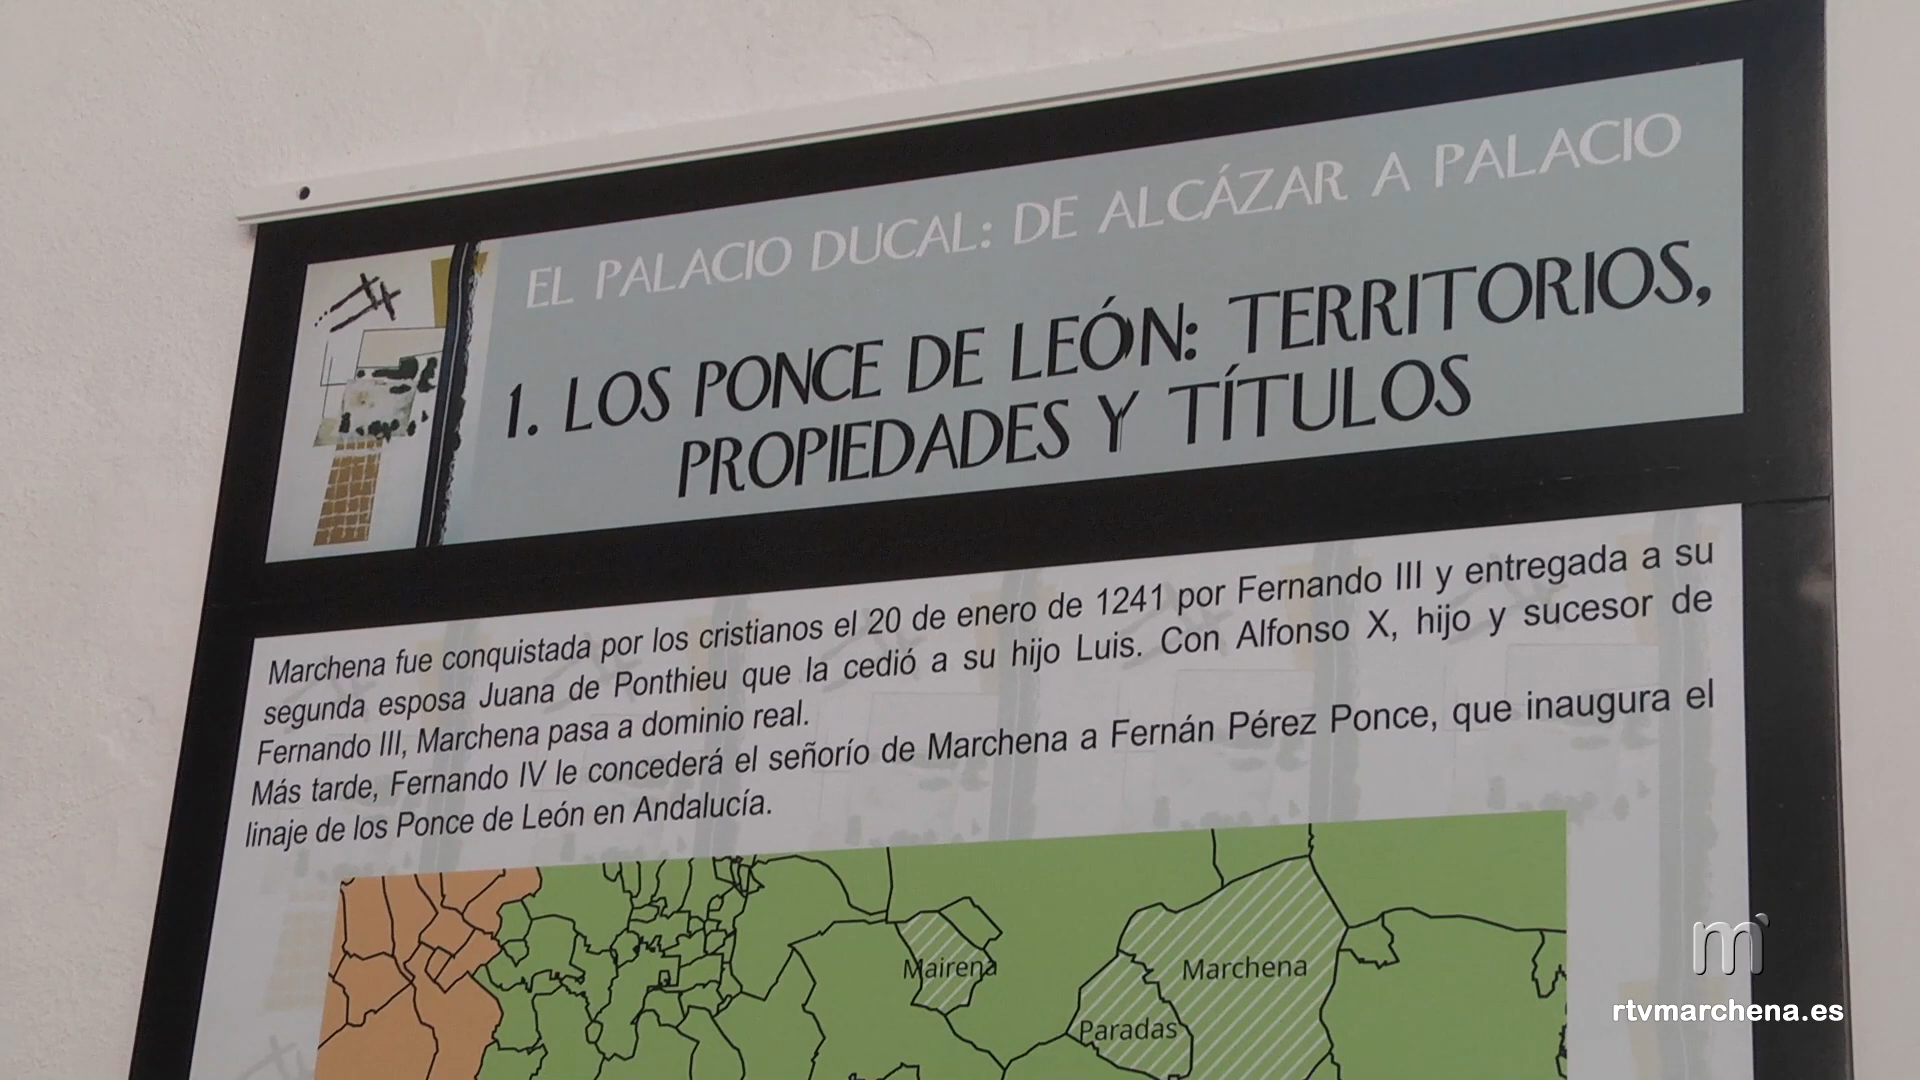 EL PALACIO DUCAL: DE ALCÁZAR A PALACIO
1. LOS PONCE DE LEÓN: TERRITORIOS,
PROPIEDADES Y TÍTULOS
Marchena fue conquistada por los cristianos el 20 de enero de 1241 por Fernando III y entregada a su
segunda esposa Juana de Ponthieu que la cedió a su hijo Luis. Con Alfonso X, hijo y sucesor de
Fernando III, Marchena pasa a dominio real.
Más tarde, Fernando IV le concederá el señorío de Marchena a Fernán Pérez Ponce, que inaugura el
linaje de los Ponce de León en Andalucía.
Mairena
Marchena
Paradas
m
rtvmarchena.es